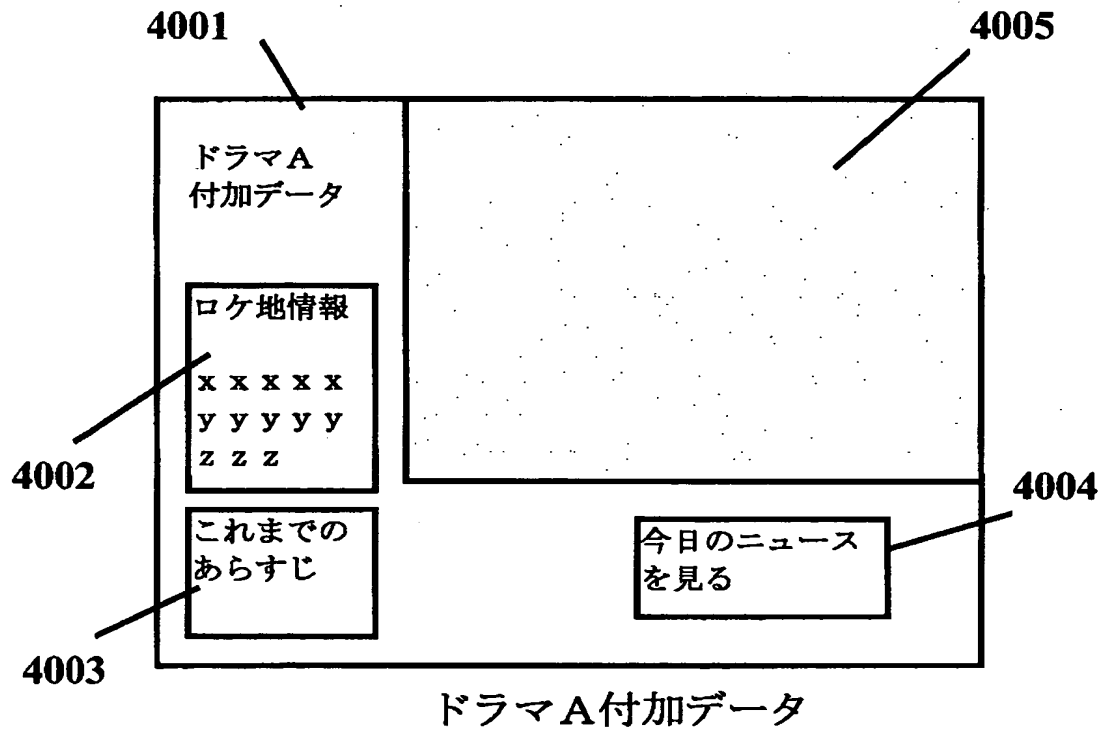 4001
4005
ドラマA
付加データ
ロケ地情報
x x x x x
y y y y y
z z z
4002
4004
これまでの
あらすじ
今日のニュース
を見る
4003
ドラマA付加データ